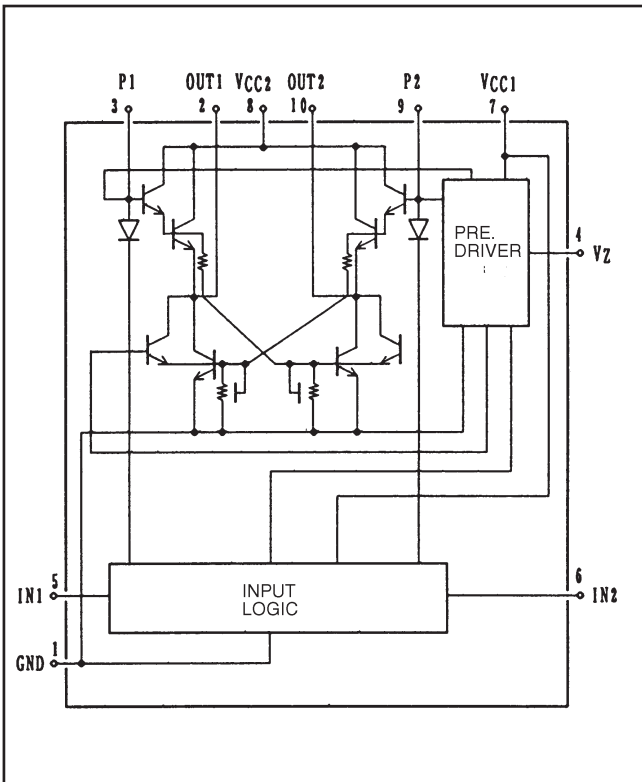 P1 OUT1 VCC2 OUT2 P2 VCC1
3 2 8 10 9 7
PRE.
DRIVER
4
VZ
INPUT
LOGIC
5
IN1
6
IN2
1
GND